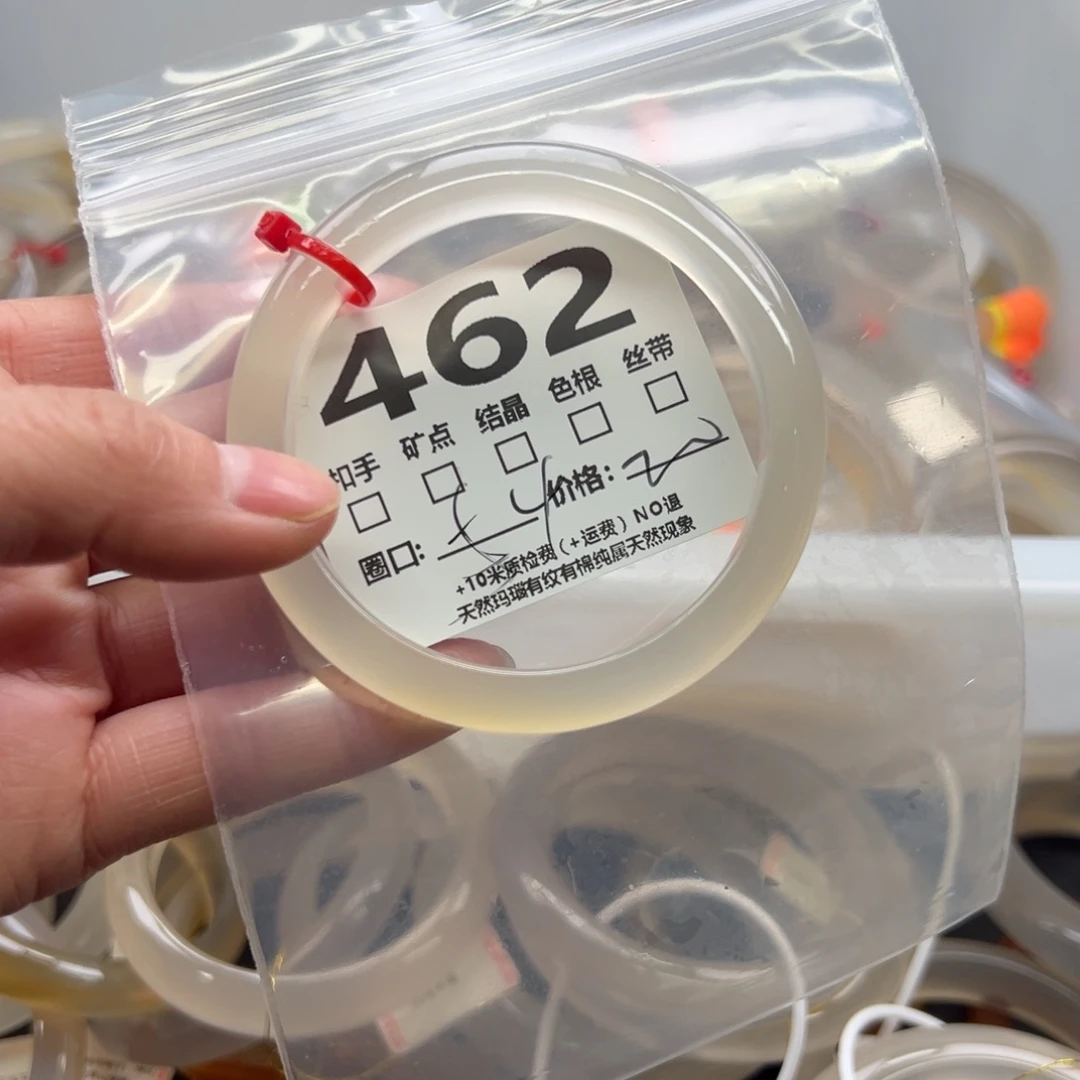 462
扣手 矿点 结晶 色根 丝带
圈口: 价格:
+10米质检费(+运费)NO退
天然玛瑙有纹有棉纯属天然现象